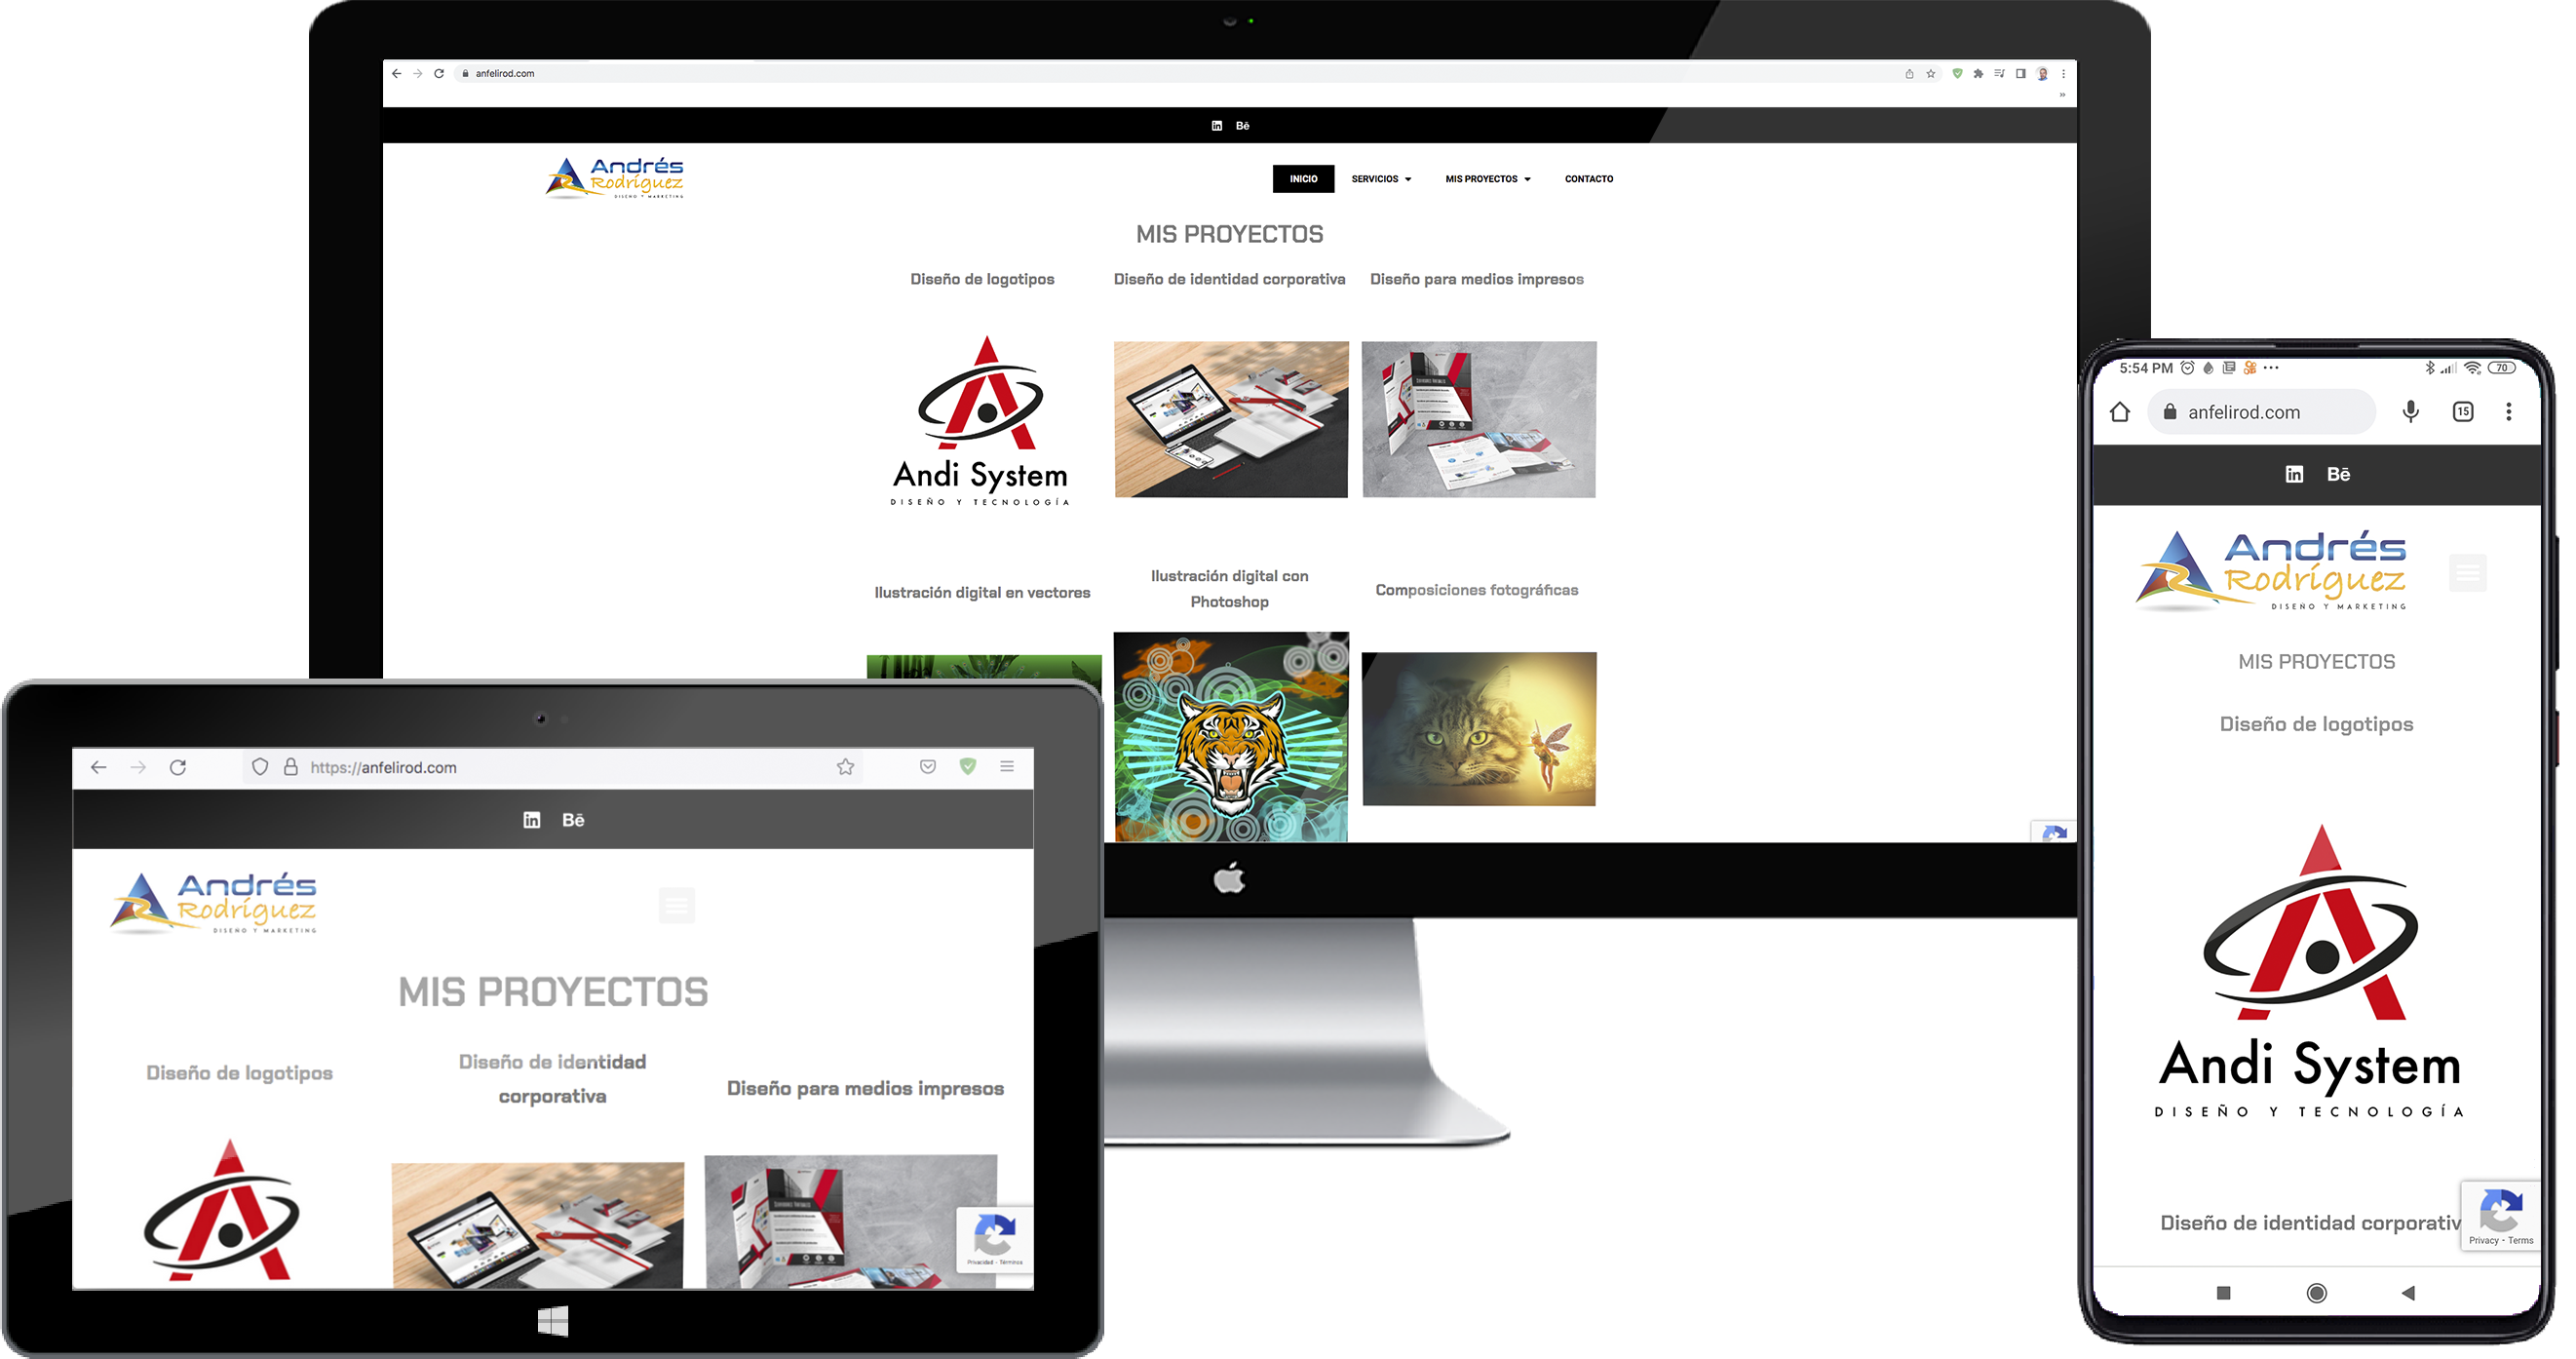 anfelirod.com
Bē
Andrés
Rodríguez
DISEÑO Y MARKETING
INICIO
SERVICIOS
MIS PROYECTOS
CONTACTO
MIS PROYECTOS
Diseño de logotipos
Diseño de identidad corporativa
Diseño para medios impresos
Andi System
DISEÑO Y TECNOLOGÍA
Ilustración digital en vectores
Ilustración digital con
Photoshop
Composiciones fotográficas
https://anfelirod.com
Bē
Andrés
Rodríguez
DISEÑO Y MARKETING
MIS PROYECTOS
Diseño de logotipos
Diseño de identidad
corporativa
Diseño para medios impresos
Privacidad - Términos
5:54 PM
70
anfelirod.com
15
Bē
Andrés
Rodríguez
DISEÑO Y MARKETING
MIS PROYECTOS
Diseño de logotipos
Andi System
DISEÑO Y TECNOLOGÍA
Diseño de identidad corporativ
Privacy - Terms